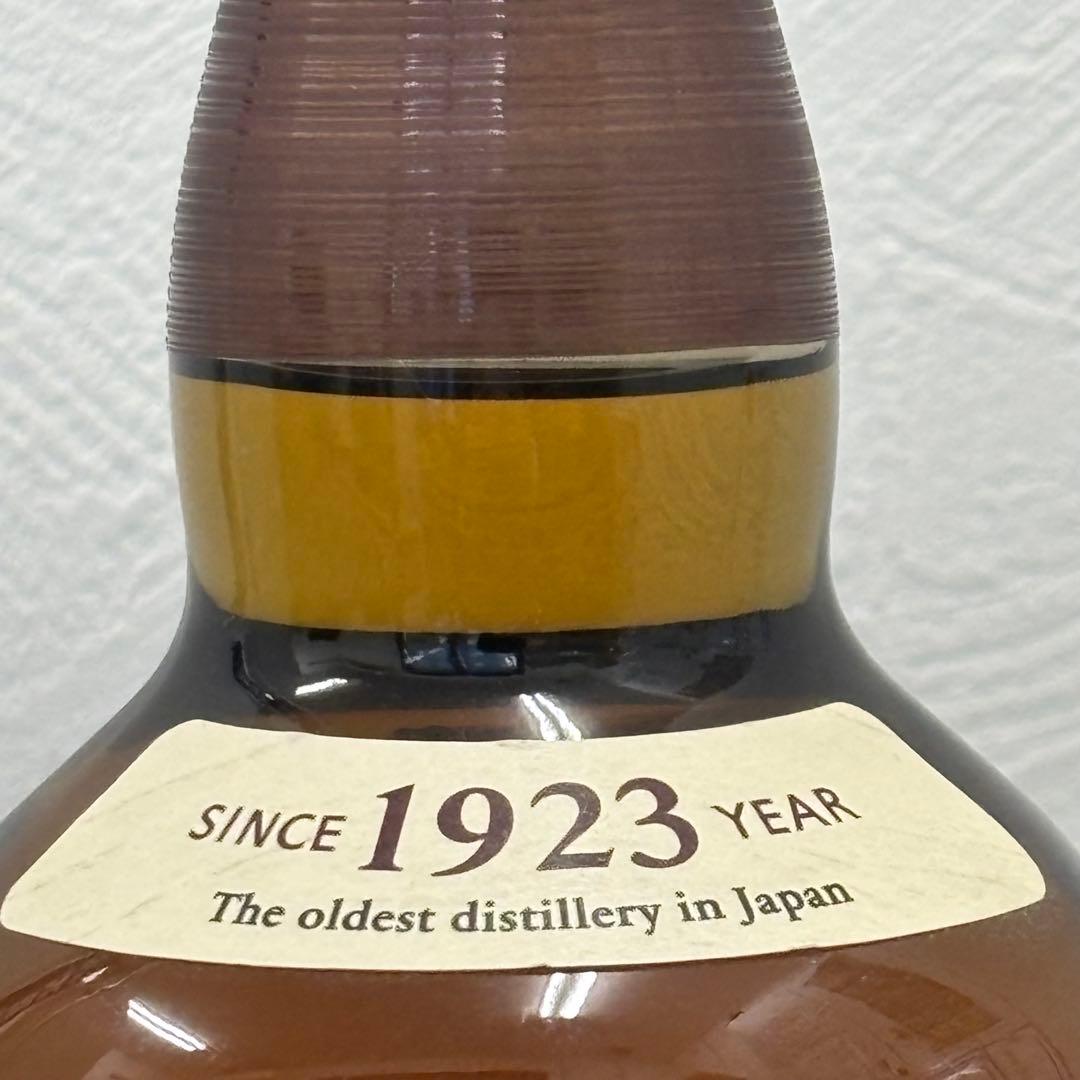 SINCE 1923 YEAR
The oldest distillery in Japan